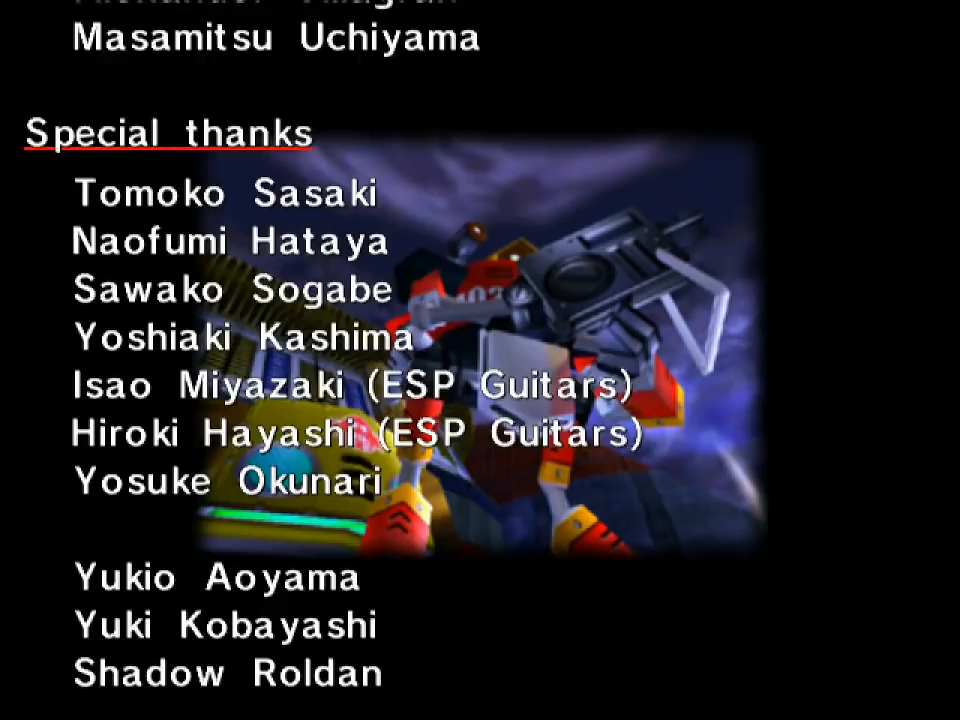 Masamitsu Uchiyama
Special thanks
Tomoko Sasaki
Naofumi Hataya
Sawako Sogabe
Yoshiaki Kashima
Isao Miyazaki (ESP Guitars)
Hiroki Hayashi (ESP Guitars)
Yosuke Okunari
Yukio Aoyama
Yuki Kobayashi
Shadow Roldan